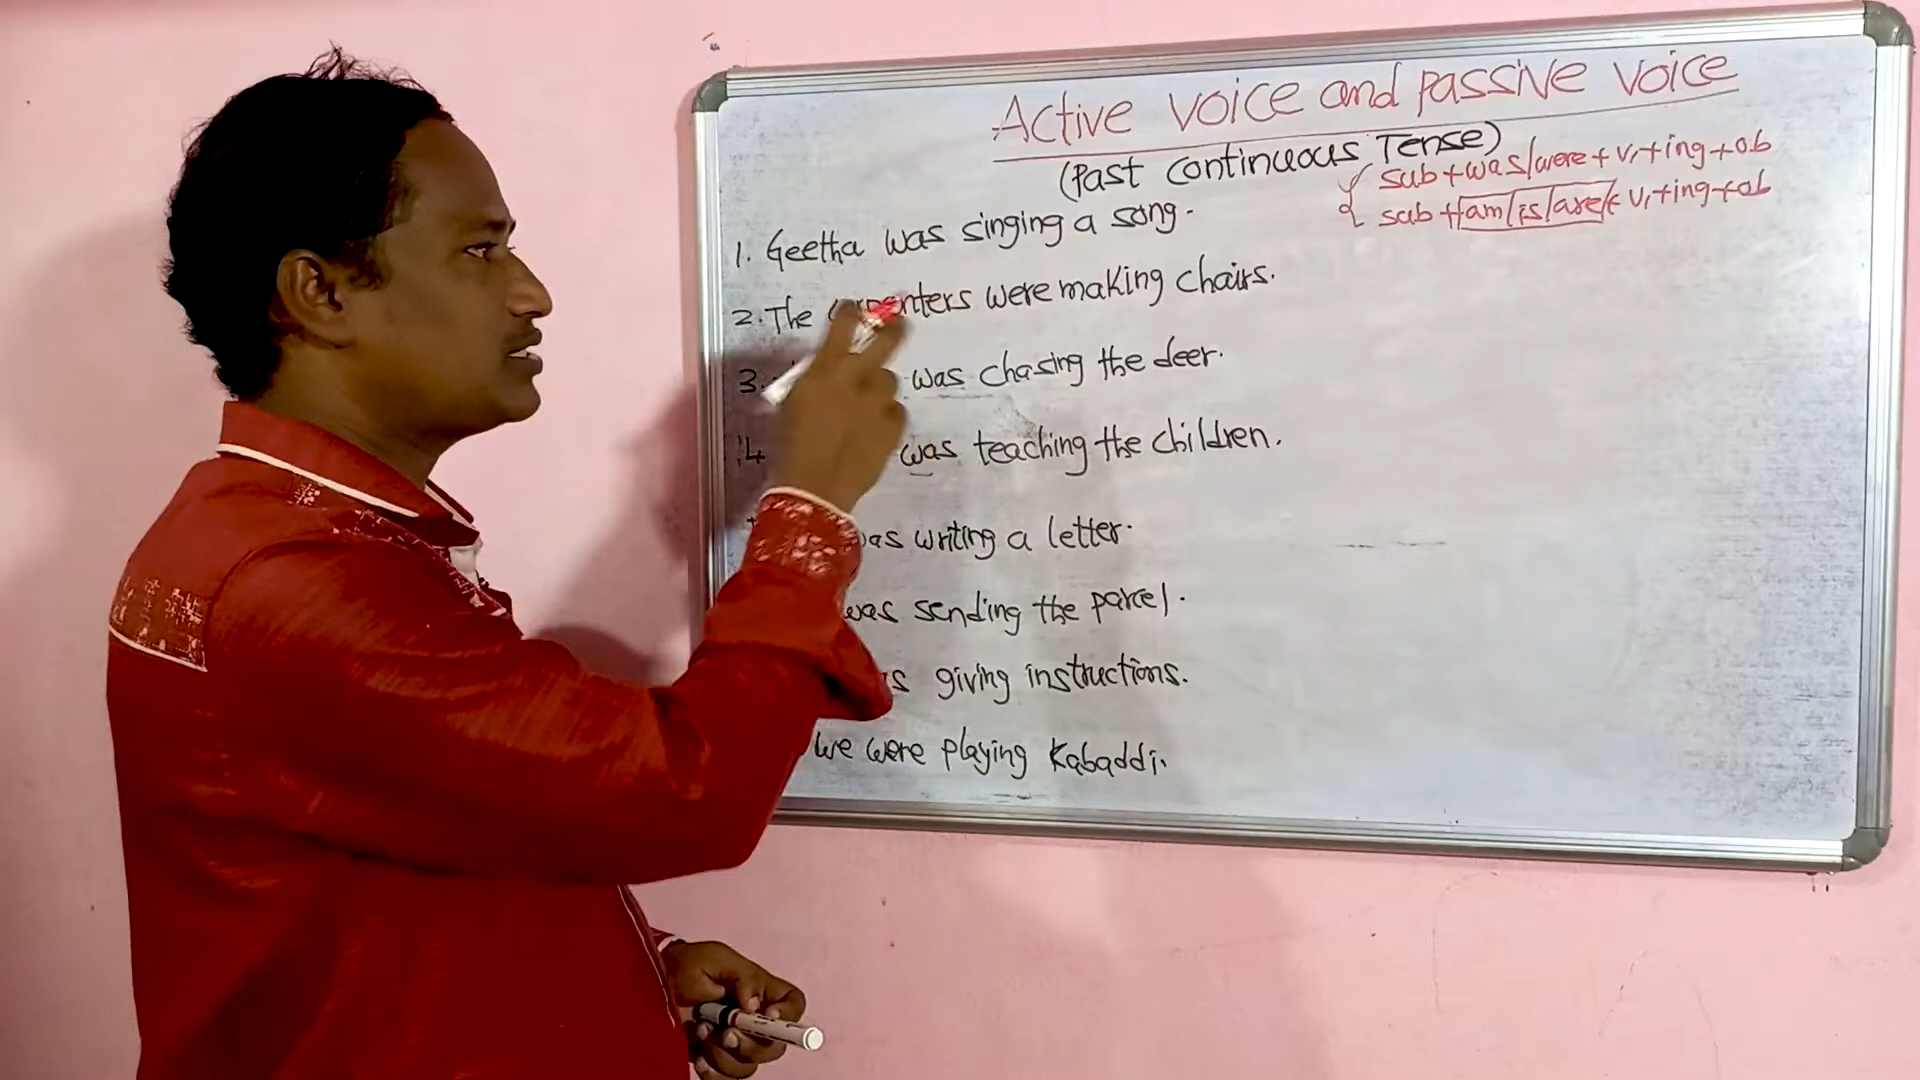 Active voice and passive voice
(Past continuous Tense)
sub+was/were+v1+ing+ob
sub+am/is/are+v1+ing+ob
1. Geetha was singing a song.
2. The carpenters were making chairs.
3. was chasing the deer.
4 was teaching the children.
was writing a letter.
was sending the parcel.
giving instructions.
we were playing Kabaddi.